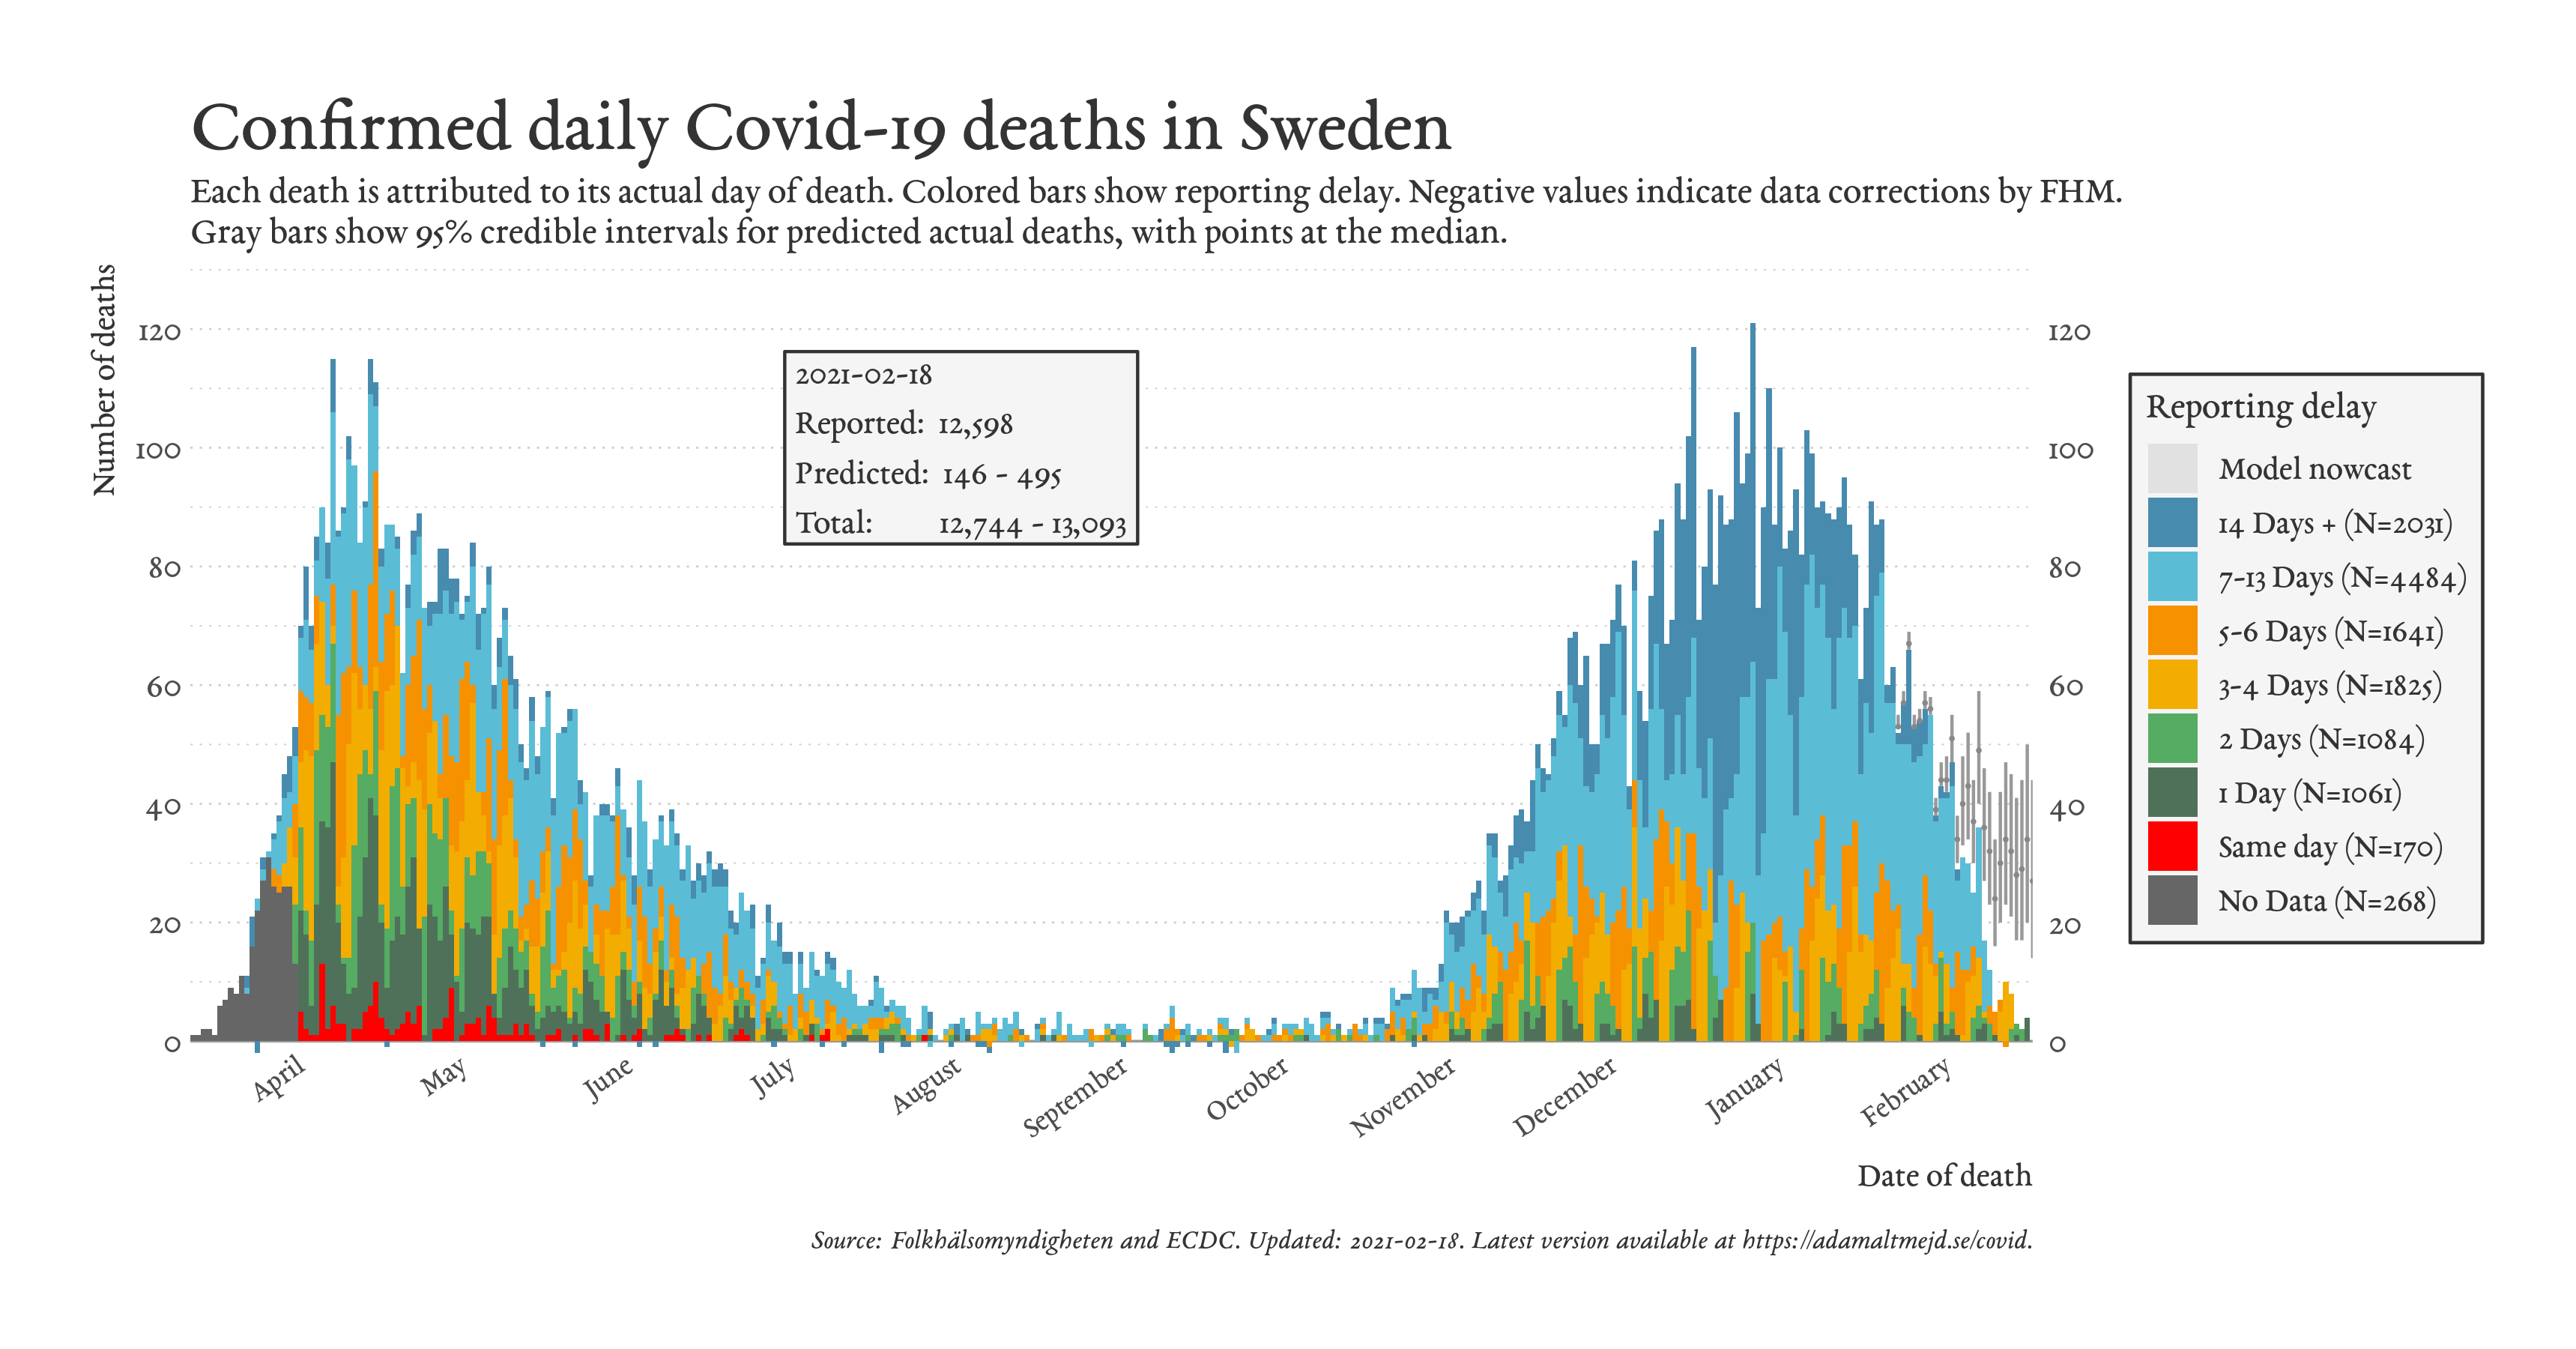 Confirmed daily Covid-19 deaths in Sweden
Each death is attributed to its actual day of death. Colored bars show reporting delay. Negative values indicate data corrections by FHM.
Gray bars show 95% credible intervals for predicted actual deaths, with points at the median.
Number of deaths
120
100
80
60
40
20
0
2021-02-18
Reported: 12,598
Predicted: 146 - 495
Total: 12,744 - 13,093
120
100
80
60
40
20
0
Reporting delay
Model nowcast
14 Days + (N=2031)
7-13 Days (N=4484)
5-6 Days (N=1641)
3-4 Days (N=1825)
2 Days (N=1084)
1 Day (N=1061)
Same day (N=170)
No Data (N=268)
April
May
June
July
August
September
October
November
December
January
February
Date of death
Source: Folkhälsomyndigheten and ECDC. Updated: 2021-02-18. Latest version available at https://adamaltmejd.se/covid.